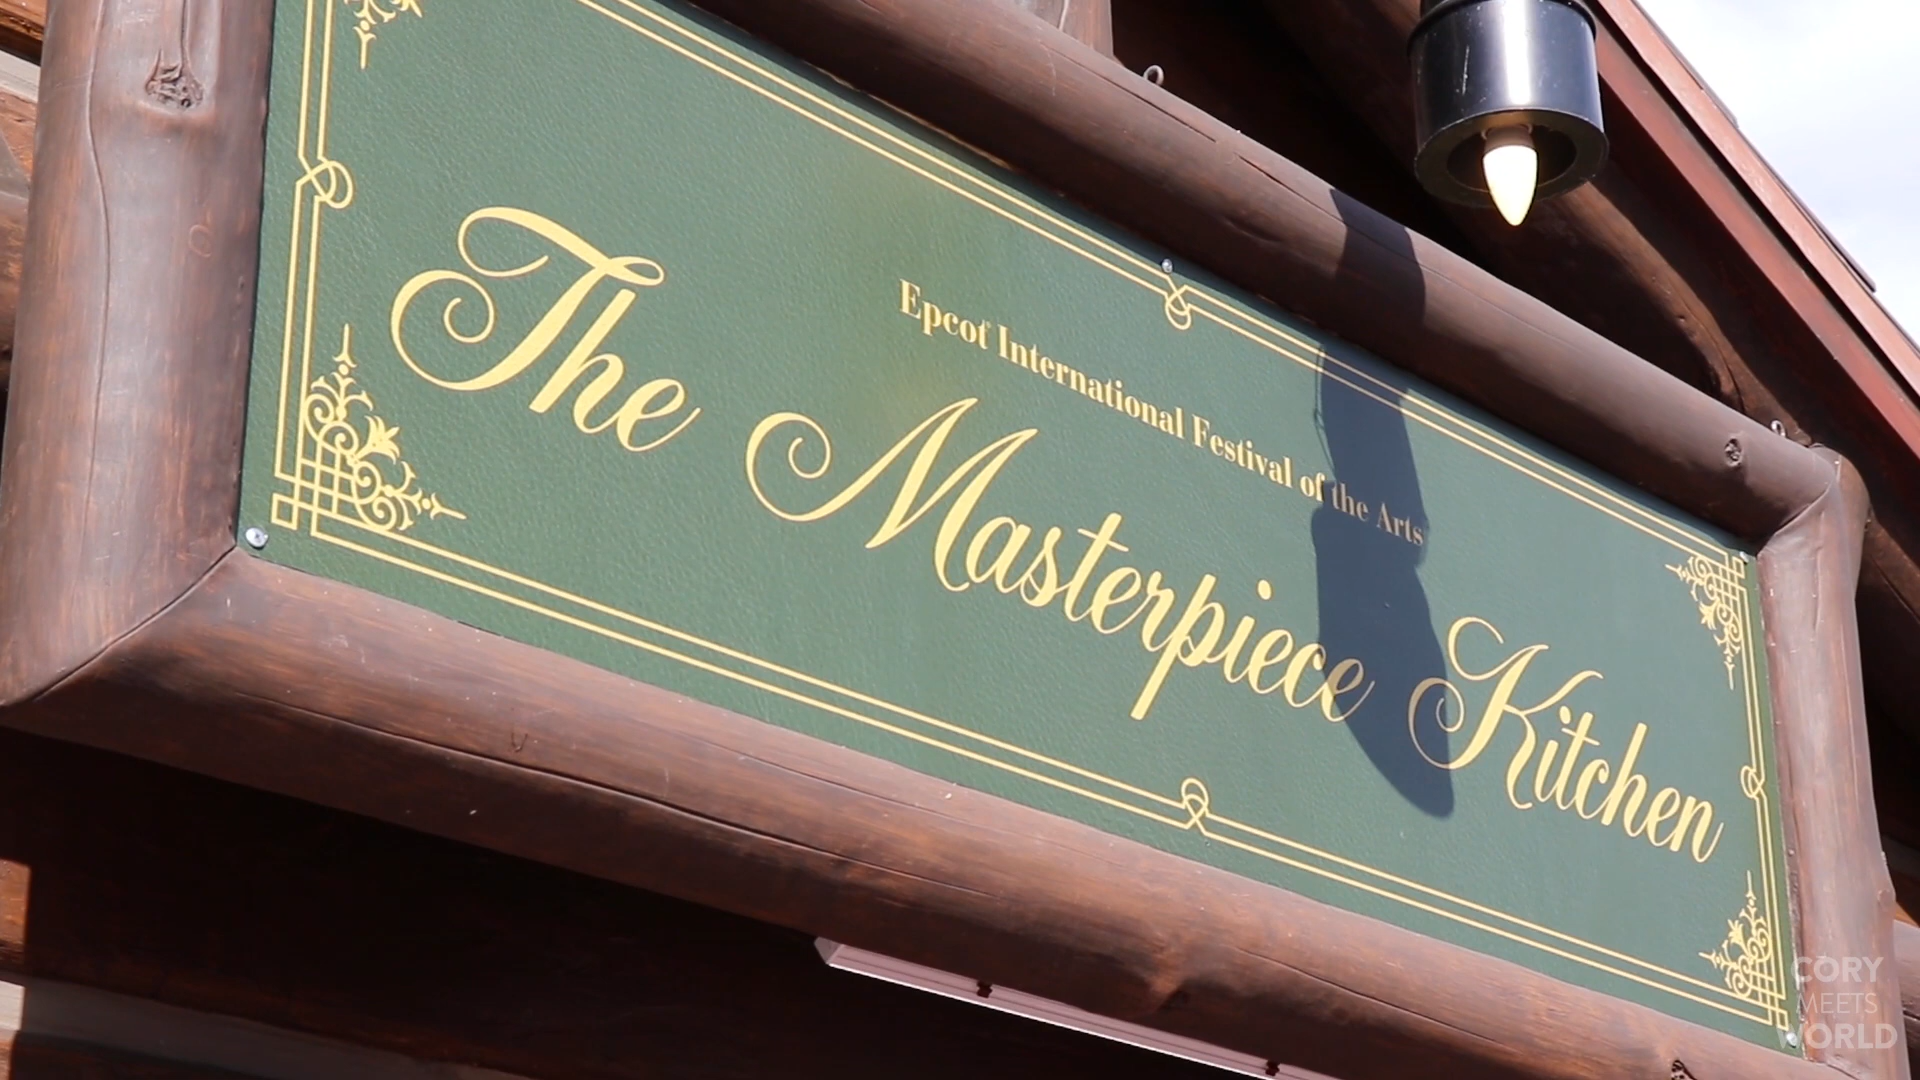 Epcot International Festival of the Arts
The Masterpiece Kitchen
CORY
MEETS
WORLD